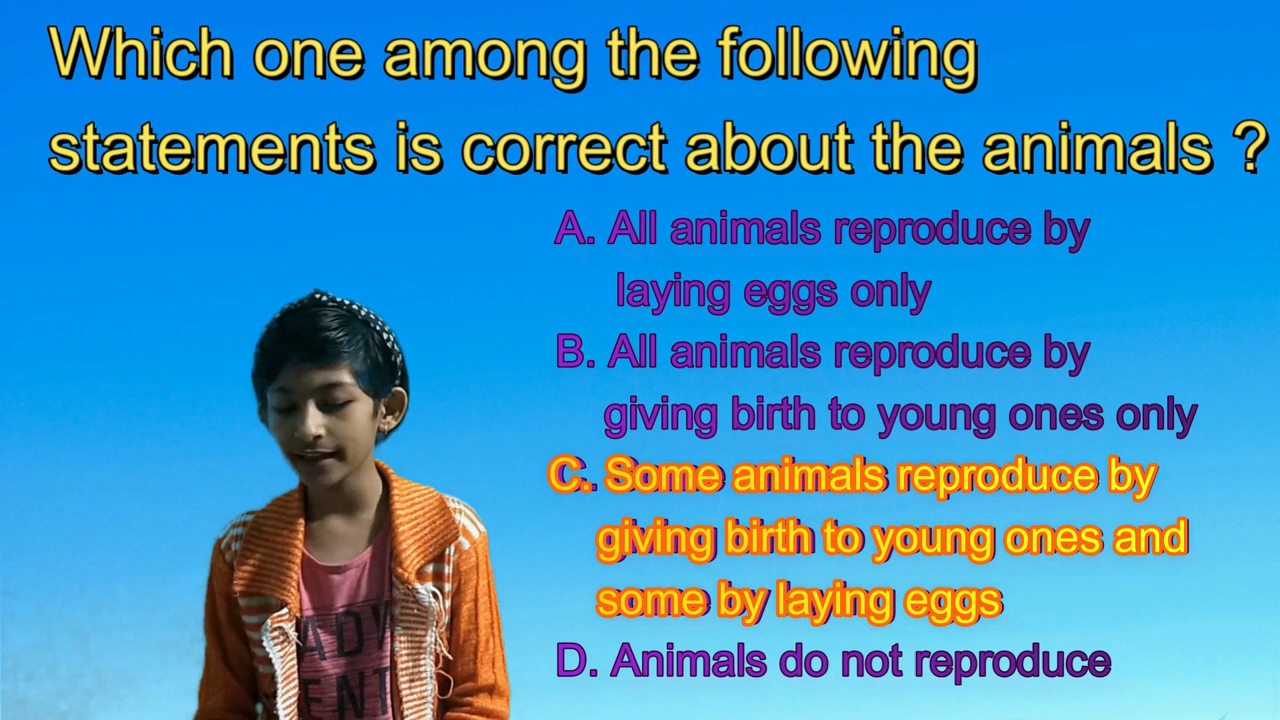 Which one among the following
statements is correct about the animals ?
A. All animals reproduce by
laying eggs only
B. All animals reproduce by
giving birth to young ones only
C. Some animals reproduce by
giving birth to young ones and
some by laying eggs
D. Animals do not reproduce